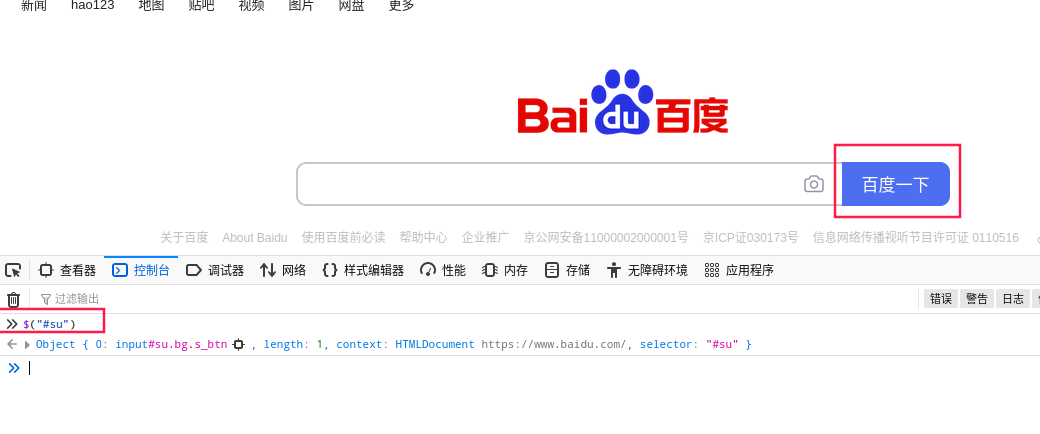 新闻 hao123 地图 贴吧 视频 图片 网盘 更多
Bai du 百度
百度一下
关于百度 About Baidu 使用百度前必读 帮助中心 企业推广 京公网安备11000002000001号 京ICP证030173号 信息网络传播视听节目许可证 0110516
查看器 控制台 调试器 网络 样式编辑器 性能 内存 存储 无障碍环境 应用程序
过滤输出 错误 警告 日志
$("#su")
Object { 0: input#su.bg.s_btn , length: 1, context: HTMLDocument https://www.baidu.com/, selector: "#su" }